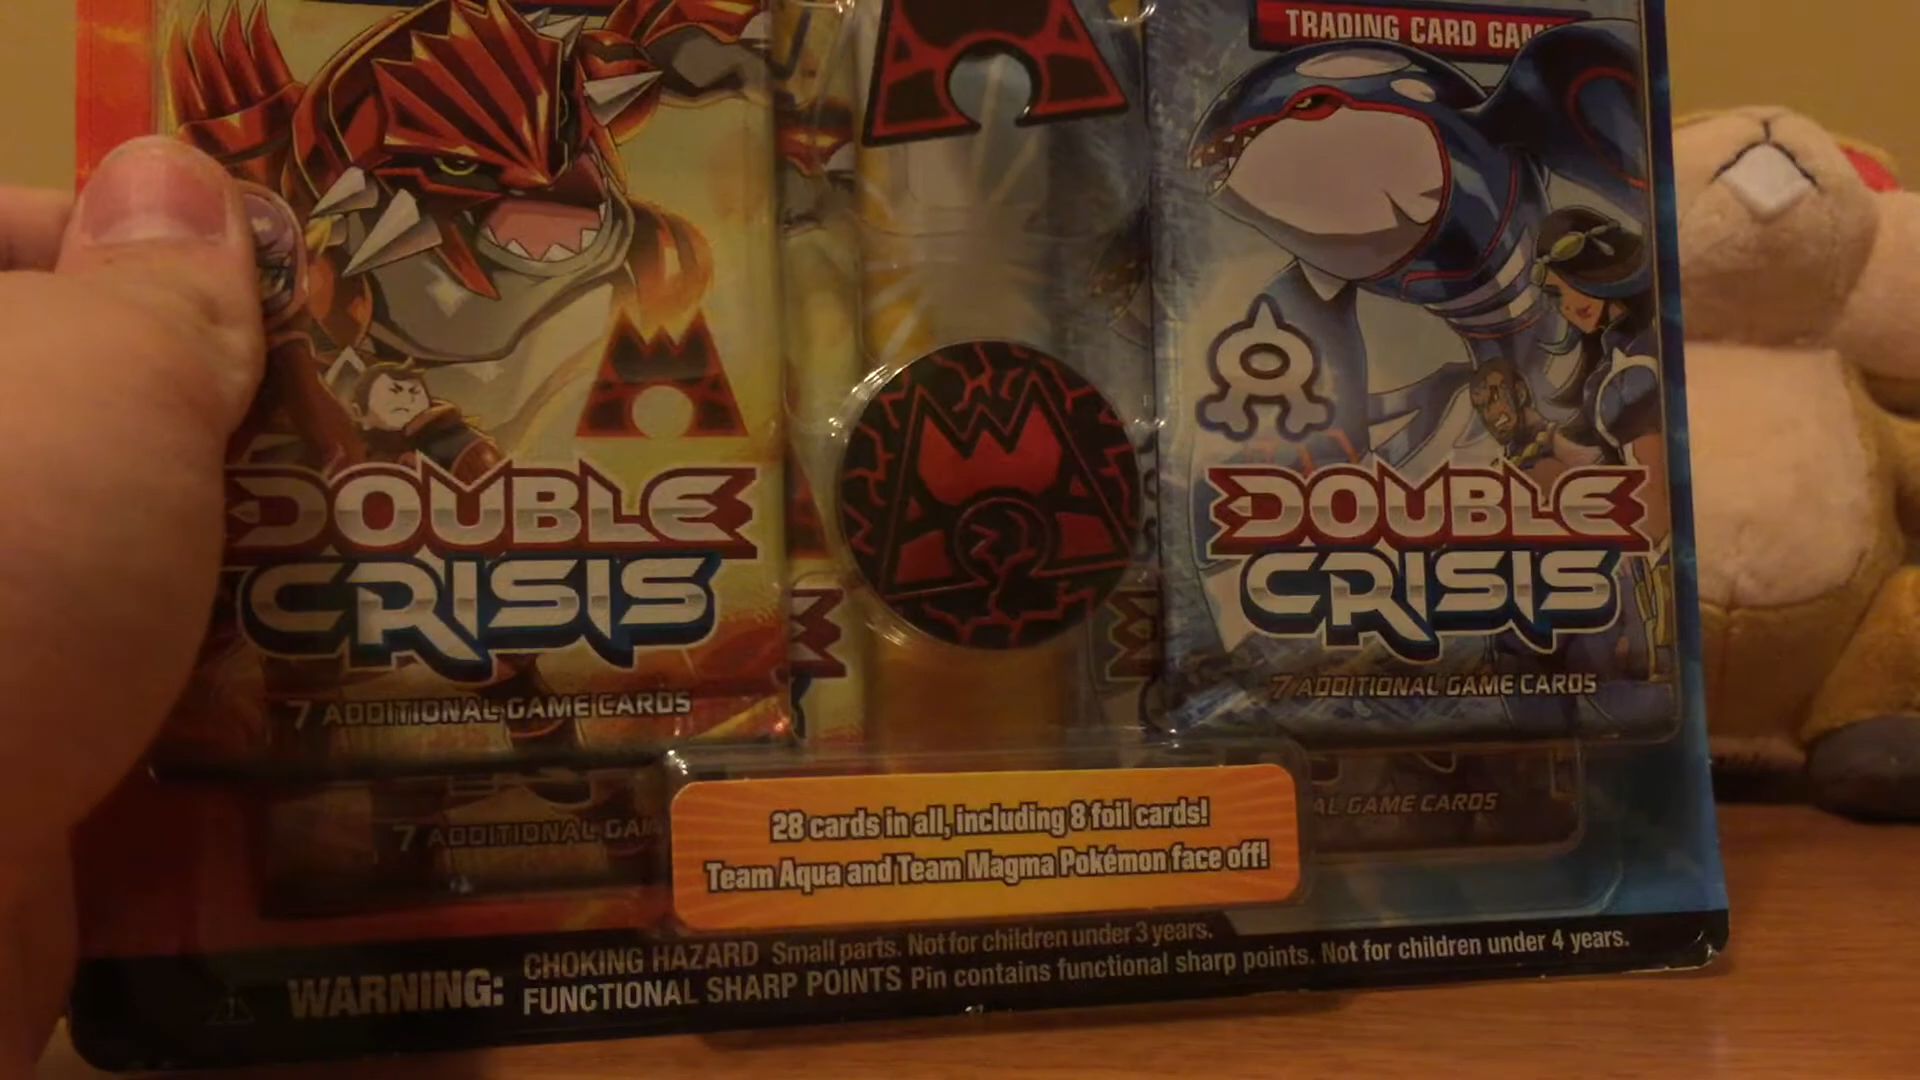 TRADING CARD GAM
DOUBLE
CRISIS
7 ADDITIONAL GAME CARDS
DOUBLE
CRISIS
7 ADDITIONAL GAME CARDS
7 ADDITIONAL GAM
AL GAME CARDS
28 cards in all, including 8 foil cards!
Team Aqua and Team Magma Pokémon face off!
WARNING:
CHOKING HAZARD Small parts. Not for children under 3 years.
FUNCTIONAL SHARP POINTS Pin contains functional sharp points. Not for children under 4 years.